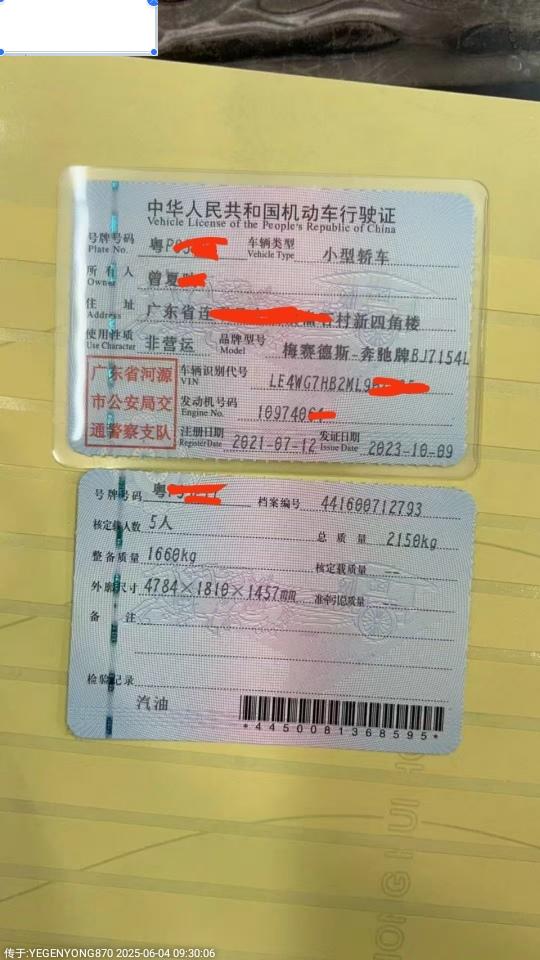 中华人民共和国机动车行驶证
Vehicle License of the People's Republic of China
号牌号码 粤P 车辆类型 小型轿车
Plate No. Vehicle Type
所有人 曾夏
Owner
住址 广东省连 村新四角楼
Address
使用性质 非营运 品牌型号 梅赛德斯-奔驰牌BJ7154L
Use Character Model
广东省河源
市公安局交
通警察支队
车辆识别代号 LE4WG7HB2ML9
VIN
发动机号码 109740
Engine No.
注册日期 2021-07-12 发证日期 2023-10-09
Register Date Issue Date
号牌号码 粤 档案编号 441600712793
核定载人数 5人 总质量 2150kg
整备质量 1660kg 核定载质量 --
外廓尺寸 4784×1810×1457mm 准牵引总质量 --
备注
检验记录
汽油
*4450081368595*
传于:YEGENYONG870 2025-06-04 09:30:06